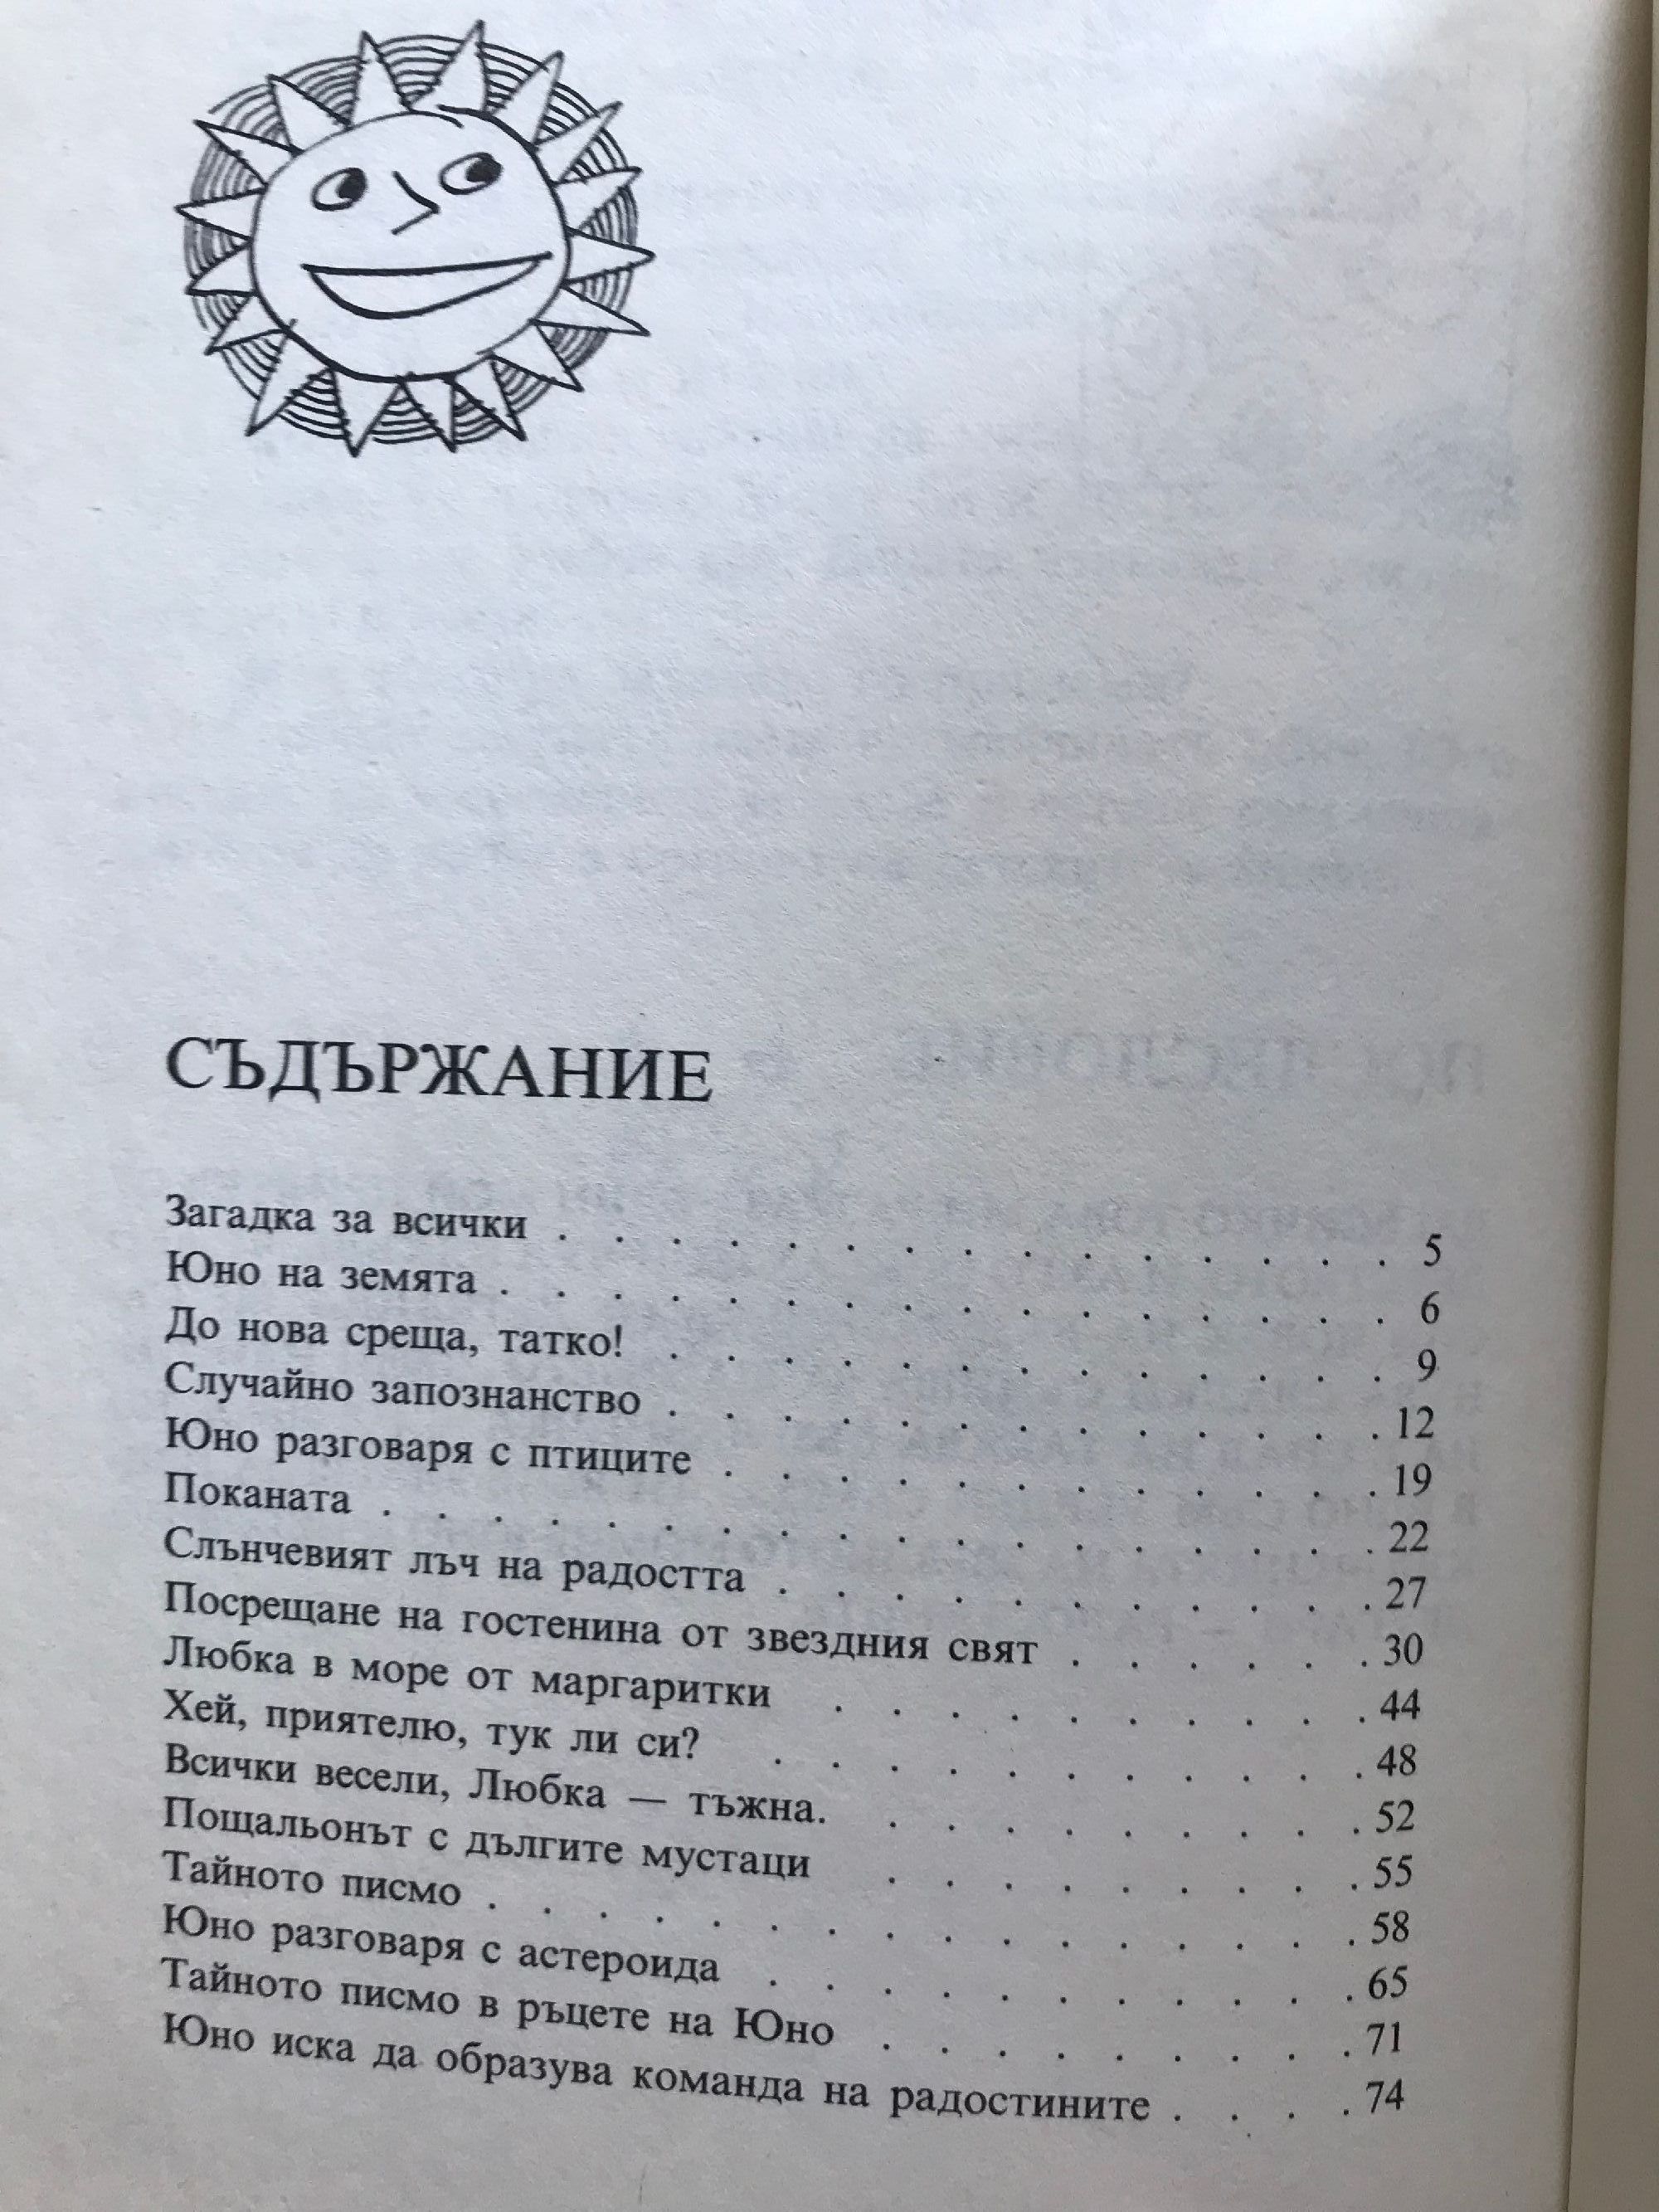 СЪДЪРЖАНИЕ
Загадка за всички . . . . . . . . . . . . . . . 5
Юно на земята . . . . . . . . . . . . . . . . 6
До нова среща, татко! . . . . . . . . . . . . . 9
Случайно запознанство . . . . . . . . . . . . . 12
Юно разговаря с птиците . . . . . . . . . . . . 19
Поканата . . . . . . . . . . . . . . . . . . 22
Слънчевият лъч на радостта . . . . . . . . . . . 27
Посрещане на гостенина от звездния свят . . . . . . 30
Любка в море от маргаритки . . . . . . . . . . 44
Хей, приятелю, тук ли си? . . . . . . . . . . . 48
Всички весели, Любка — тъжна. . . . . . . . . . 52
Пощальонът с дългите мустаци . . . . . . . . . 55
Тайното писмо . . . . . . . . . . . . . . . . 58
Юно разговаря с астероида . . . . . . . . . . . 65
Тайното писмо в ръцете на Юно . . . . . . . . . 71
Юно иска да образува команда на радостините . . . . 74